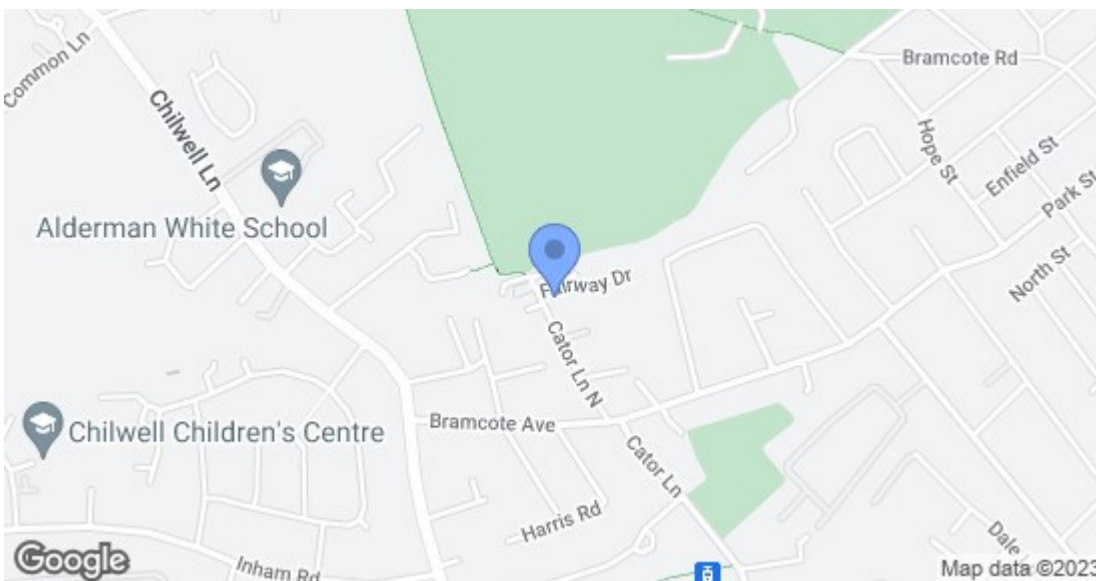 Common Ln
Bramcote Rd
Chilwell Ln
Hope St
Enfield St
Alderman White School
Park St
North St
Fairway Dr
Cator Ln N
Bramcote Ave
Chilwell Children's Centre
Cator Ln
Harris Rd
Dale
Inham Rd
Google
Map data ©2023